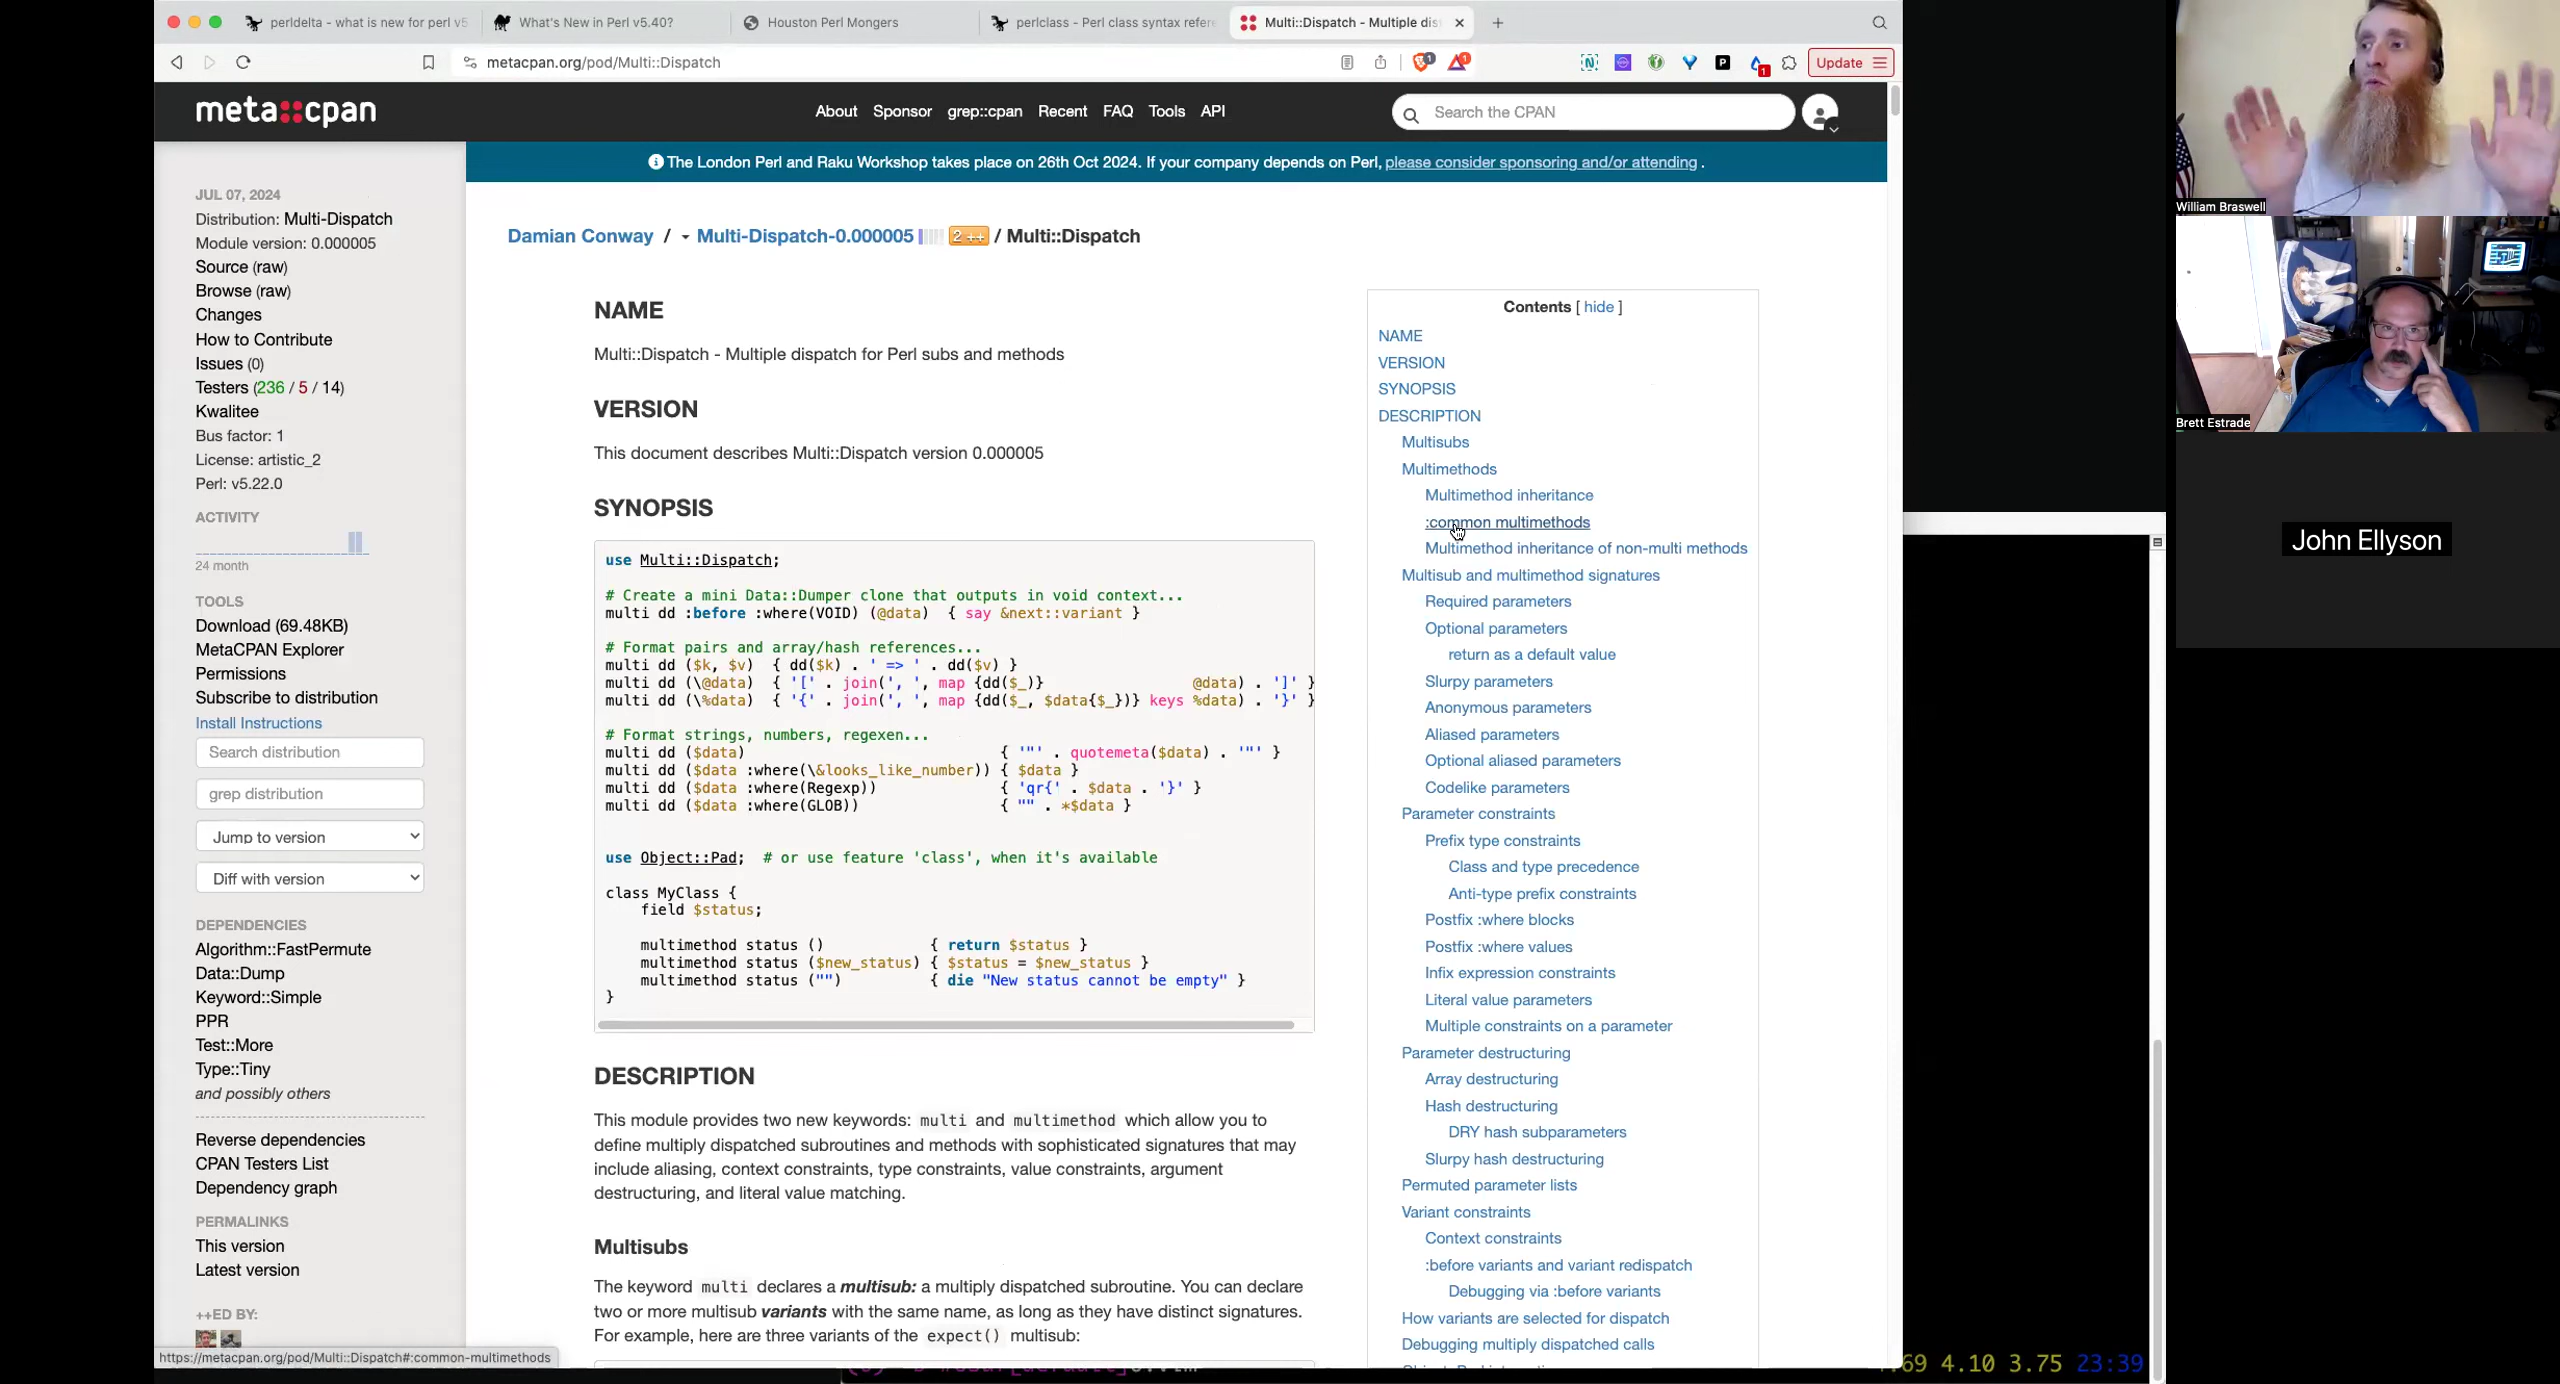 perldelta - what is new for perl v5
What's New in Perl v5.40?
Houston Perl Mongers
perlclass - Perl class syntax refere
Multi::Dispatch - Multiple dis
metacpan.org/pod/Multi::Dispatch
1
1
1
Update
meta::cpan
About
Sponsor
grep::cpan
Recent
FAQ
Tools
API
Search the CPAN
The London Perl and Raku Workshop takes place on 26th Oct 2024. If your company depends on Perl, please consider sponsoring and/or attending .
JUL 07, 2024
Distribution: Multi-Dispatch
Module version: 0.000005
Source (raw)
Browse (raw)
Changes
How to Contribute
Issues (0)
Testers (236 / 5 / 14)
Kwalitee
Bus factor: 1
License: artistic_2
Perl: v5.22.0
ACTIVITY
24 month
TOOLS
Download (69.48KB)
MetaCPAN Explorer
Permissions
Subscribe to distribution
Install Instructions
Search distribution
grep distribution
Jump to version
Diff with version
DEPENDENCIES
Algorithm::FastPermute
Data::Dump
Keyword::Simple
PPR
Test::More
Type::Tiny
and possibly others
Reverse dependencies
CPAN Testers List
Dependency graph
PERMALINKS
This version
Latest version
++ED BY:
https://metacpan.org/pod/Multi::Dispatch#:common-multimethods
Damian Conway / Multi-Dispatch-0.000005 2 ++ / Multi::Dispatch
NAME
Multi::Dispatch - Multiple dispatch for Perl subs and methods
VERSION
This document describes Multi::Dispatch version 0.000005
SYNOPSIS
use Multi::Dispatch;
# Create a mini Data::Dumper clone that outputs in void context...
multi dd :before :where(VOID) (@data)  { say &next::variant }
# Format pairs and array/hash references...
multi dd ($k, $v)  { dd($k) . ' => ' . dd($v) }
multi dd (\@data)  { '[' . join(', ', map {dd($_)}                 @data) . ']' }
multi dd (\%data)  { '{' . join(', ', map {dd($_, $data{$_})} keys %data) . '}' }
# Format strings, numbers, regexen...
multi dd ($data)                             { '"' . quotemeta($data) . '"' }
multi dd ($data :where(\&looks_like_number)) { $data }
multi dd ($data :where(Regexp))              { 'qr{' . $data . '}' }
multi dd ($data :where(GLOB))                { "" . *$data }
use Object::Pad;  # or use feature 'class', when it's available
class MyClass {
field $status;
multimethod status ()            { return $status }
multimethod status ($new_status) { $status = $new_status }
multimethod status ("")          { die "New status cannot be empty" }
}
DESCRIPTION
This module provides two new keywords: multi and multimethod which allow you to
define multiply dispatched subroutines and methods with sophisticated signatures that may
include aliasing, context constraints, type constraints, value constraints, argument
destructuring, and literal value matching.
Multisubs
The keyword multi declares a multisub: a multiply dispatched subroutine. You can declare
two or more multisub variants with the same name, as long as they have distinct signatures.
For example, here are three variants of the expect() multisub:
Contents [ hide ]
NAME
VERSION
SYNOPSIS
DESCRIPTION
Multisubs
Multimethods
Multimethod inheritance
:common multimethods
Multimethod inheritance of non-multi methods
Multisub and multimethod signatures
Required parameters
Optional parameters
return as a default value
Slurpy parameters
Anonymous parameters
Aliased parameters
Optional aliased parameters
Codelike parameters
Parameter constraints
Prefix type constraints
Class and type precedence
Anti-type prefix constraints
Postfix :where blocks
Postfix :where values
Infix expression constraints
Literal value parameters
Multiple constraints on a parameter
Parameter destructuring
Array destructuring
Hash destructuring
DRY hash subparameters
Slurpy hash destructuring
Permuted parameter lists
Variant constraints
Context constraints
:before variants and variant redispatch
Debugging via :before variants
How variants are selected for dispatch
Debugging multiply dispatched calls
William Braswell
Brett Estrade
John Ellyson
.69 4.10 3.75 23:39